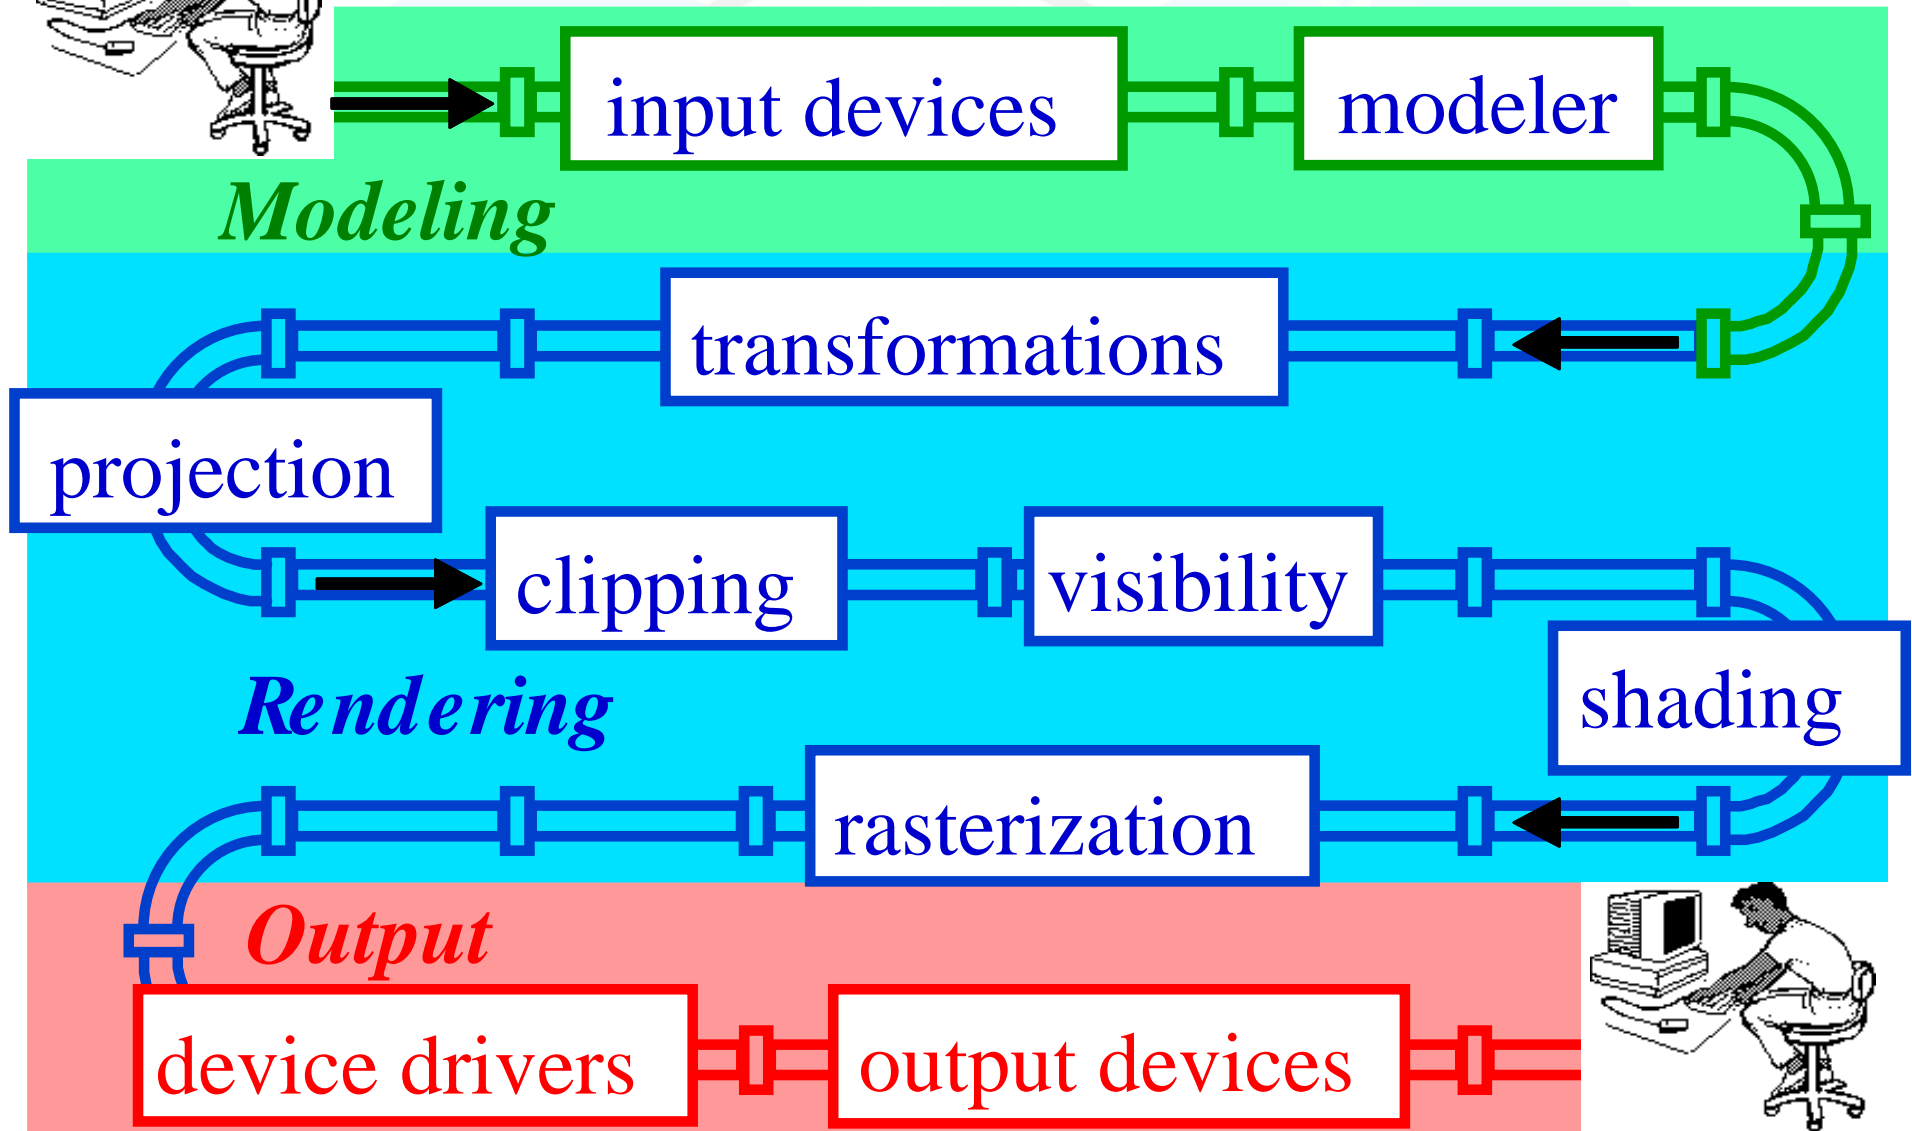 input devices
modeler
Modeling
transformations
projection
clipping
visibility
Rendering
shading
rasterization
Output
device drivers
output devices